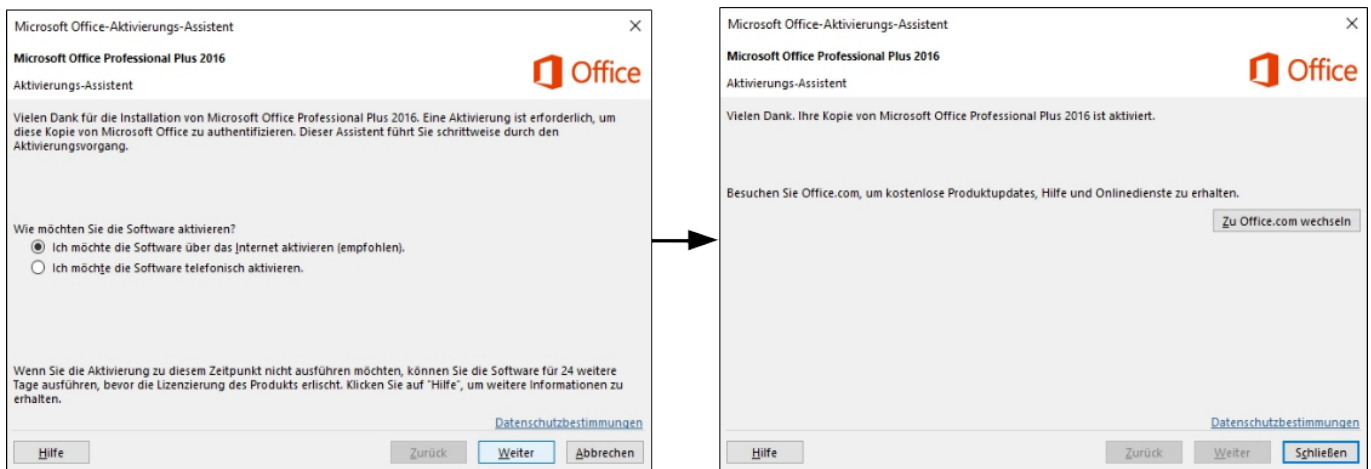 Microsoft Office-Aktivierungs-Assistent
Microsoft Office Professional Plus 2016
Aktivierungs-Assistent
Office
Vielen Dank für die Installation von Microsoft Office Professional Plus 2016. Eine Aktivierung ist erforderlich, um
diese Kopie von Microsoft Office zu authentifizieren. Dieser Assistent führt Sie schrittweise durch den
Aktivierungsvorgang.
Wie möchten Sie die Software aktivieren?
Ich möchte die Software über das Internet aktivieren (empfohlen).
Ich möchte die Software telefonisch aktivieren.
Wenn Sie die Aktivierung zu diesem Zeitpunkt nicht ausführen möchten, können Sie die Software für 24 weitere
Tage ausführen, bevor die Lizenzierung des Produkts erlischt. Klicken Sie auf "Hilfe", um weitere Informationen zu
erhalten.
Datenschutzbestimmungen
Hilfe
Zurück
Weiter
Abbrechen
Microsoft Office-Aktivierungs-Assistent
Microsoft Office Professional Plus 2016
Aktivierungs-Assistent
Office
Vielen Dank. Ihre Kopie von Microsoft Office Professional Plus 2016 ist aktiviert.
Besuchen Sie Office.com, um kostenlose Produktupdates, Hilfe und Onlinedienste zu erhalten.
Zu Office.com wechseln
Datenschutzbestimmungen
Hilfe
Zurück
Weiter
Schließen